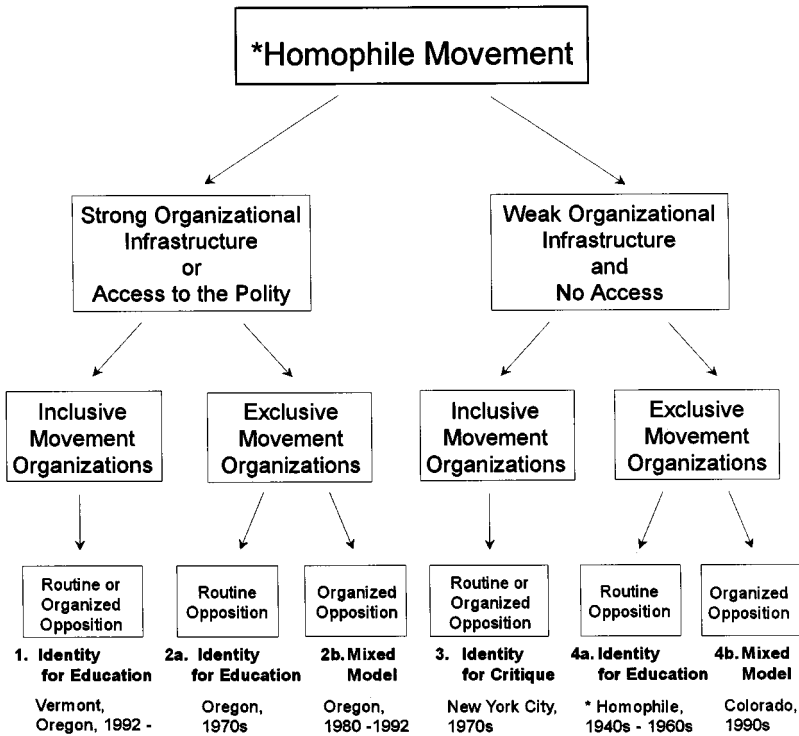 *Homophile Movement
Strong Organizational
Infrastructure
or
Access to the Polity
Weak Organizational
Infrastructure
and
No Access
Inclusive
Movement
Organizations
Exclusive
Movement
Organizations
Inclusive
Movement
Organizations
Exclusive
Movement
Organizations
Routine or
Organized
Opposition
Routine
Opposition
Organized
Opposition
Routine or
Organized
Opposition
Routine
Opposition
Organized
Opposition
1. Identity
for Education
2a. Identity
for Education
2b. Mixed
Model
3. Identity
for Critique
4a. Identity
for Education
4b. Mixed
Model
Vermont,
Oregon, 1992 -
Oregon,
1970s
Oregon,
1980 -1992
New York City,
1970s
* Homophile,
1940s - 1960s
Colorado,
1990s